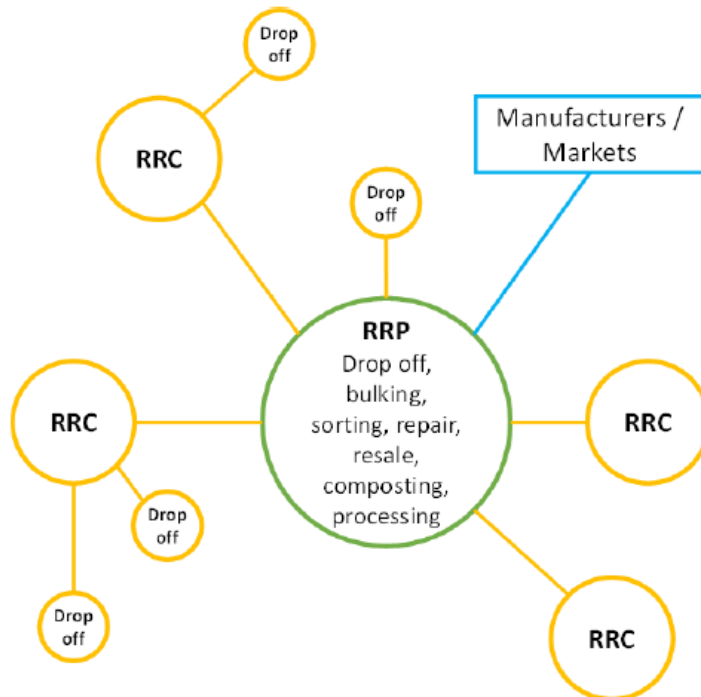 Drop
off
RRC
Manufacturers /
Markets
Drop
off
RRP
Drop off,
bulking,
sorting, repair,
resale,
composting,
processing
RRC
RRC
Drop
off
Drop
off
RRC